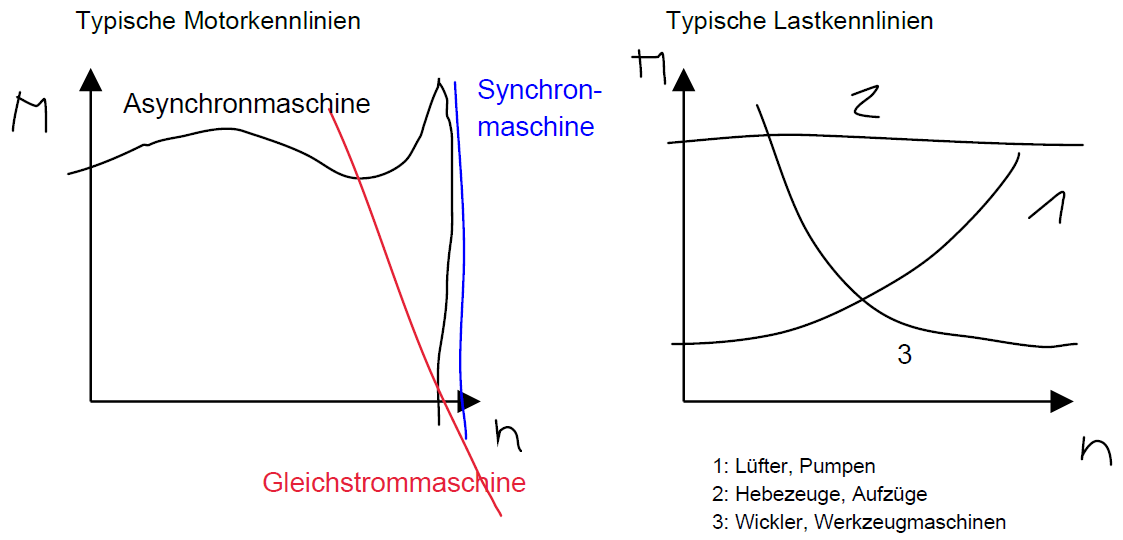 Typische Motorkennlinien
M
Asynchronmaschine
Synchron-
maschine
n
Gleichstrommaschine
Typische Lastkennlinien
M
2
1
3
n
1: Lüfter, Pumpen
2: Hebezeuge, Aufzüge
3: Wickler, Werkzeugmaschinen